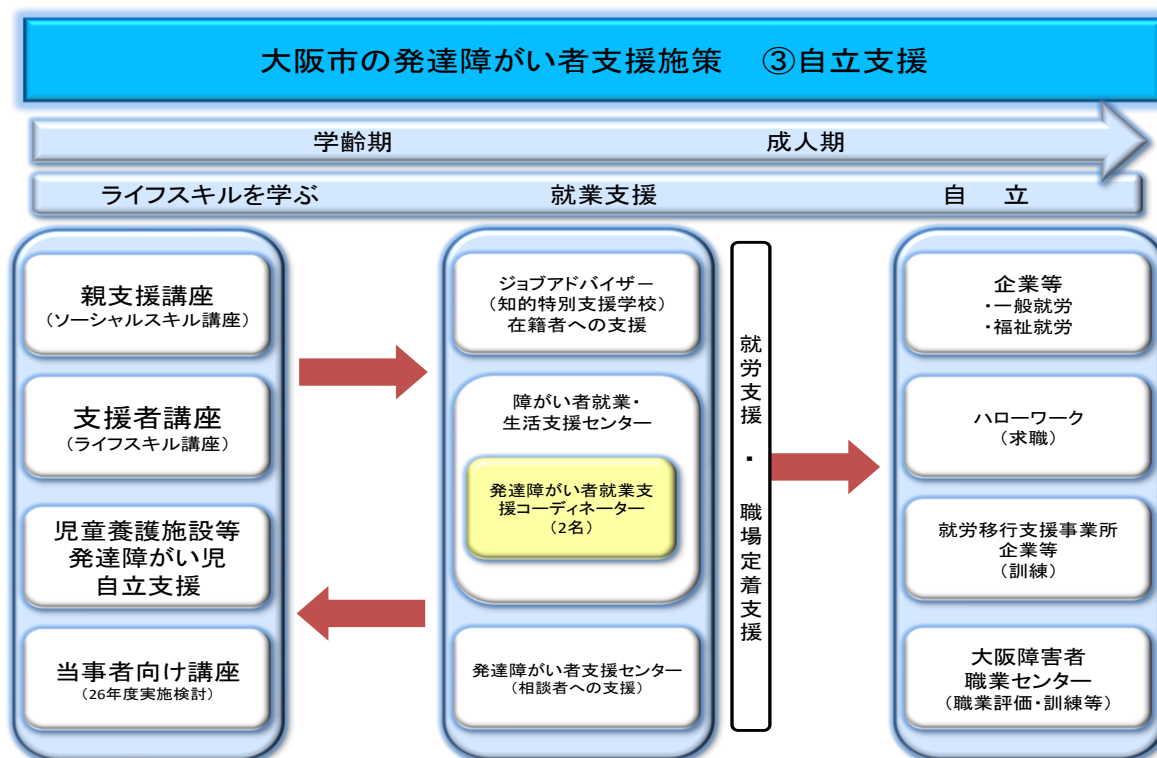 大阪市の発達障がい者支援施策　③自立支援
学齢期
成人期
ライフスキルを学ぶ
就業支援
自　立
親支援講座
（ソーシャルスキル講座）
支援者講座
（ライフスキル講座）
児童養護施設等
発達障がい児
自立支援
当事者向け講座
（26年度実施検討）
ジョブアドバイザー
（知的特別支援学校）
在籍者への支援
障がい者就業・
生活支援センター
発達障がい者就業支
援コーディネーター
（2名）
発達障がい者支援センター
（相談者への支援）
就労支援・職場定着支援
企業等
・一般就労
・福祉就労
ハローワーク
（求職）
就労移行支援事業所
企業等
（訓練）
大阪障害者
職業センター
（職業評価・訓練等）